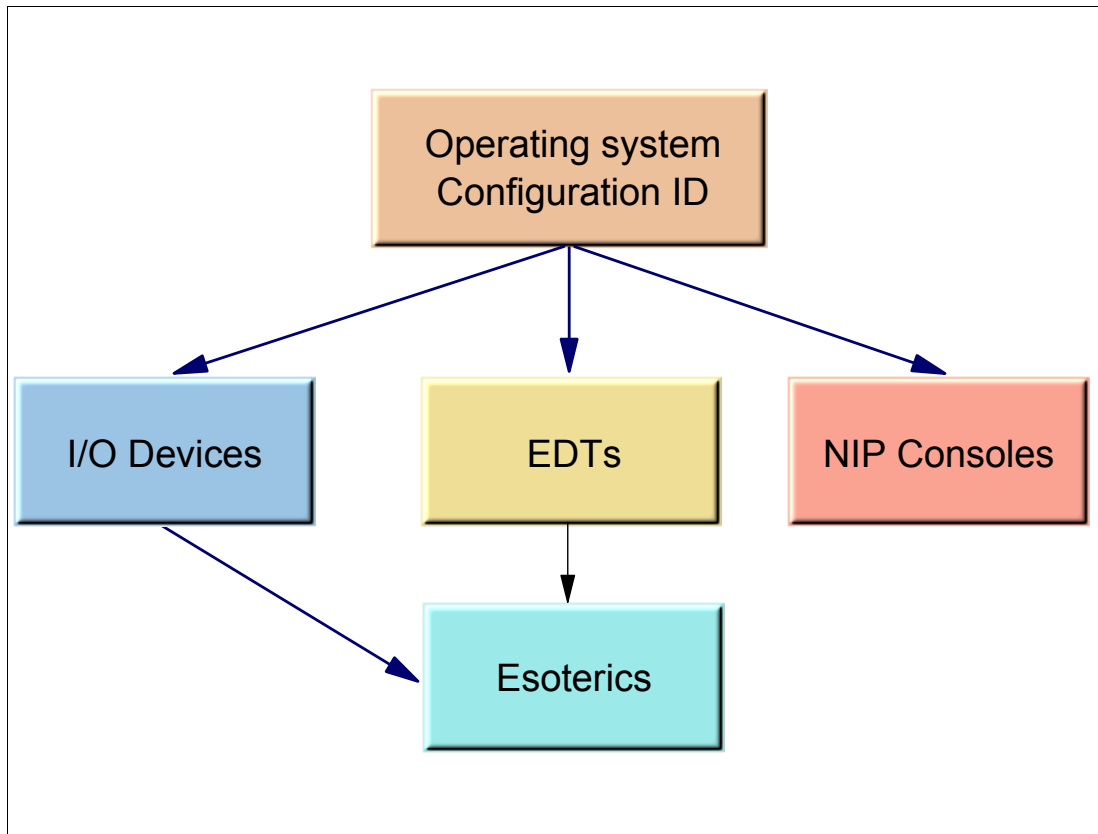 Operating system
Configuration ID
I/O Devices
EDTs
NIP Consoles
Esoterics